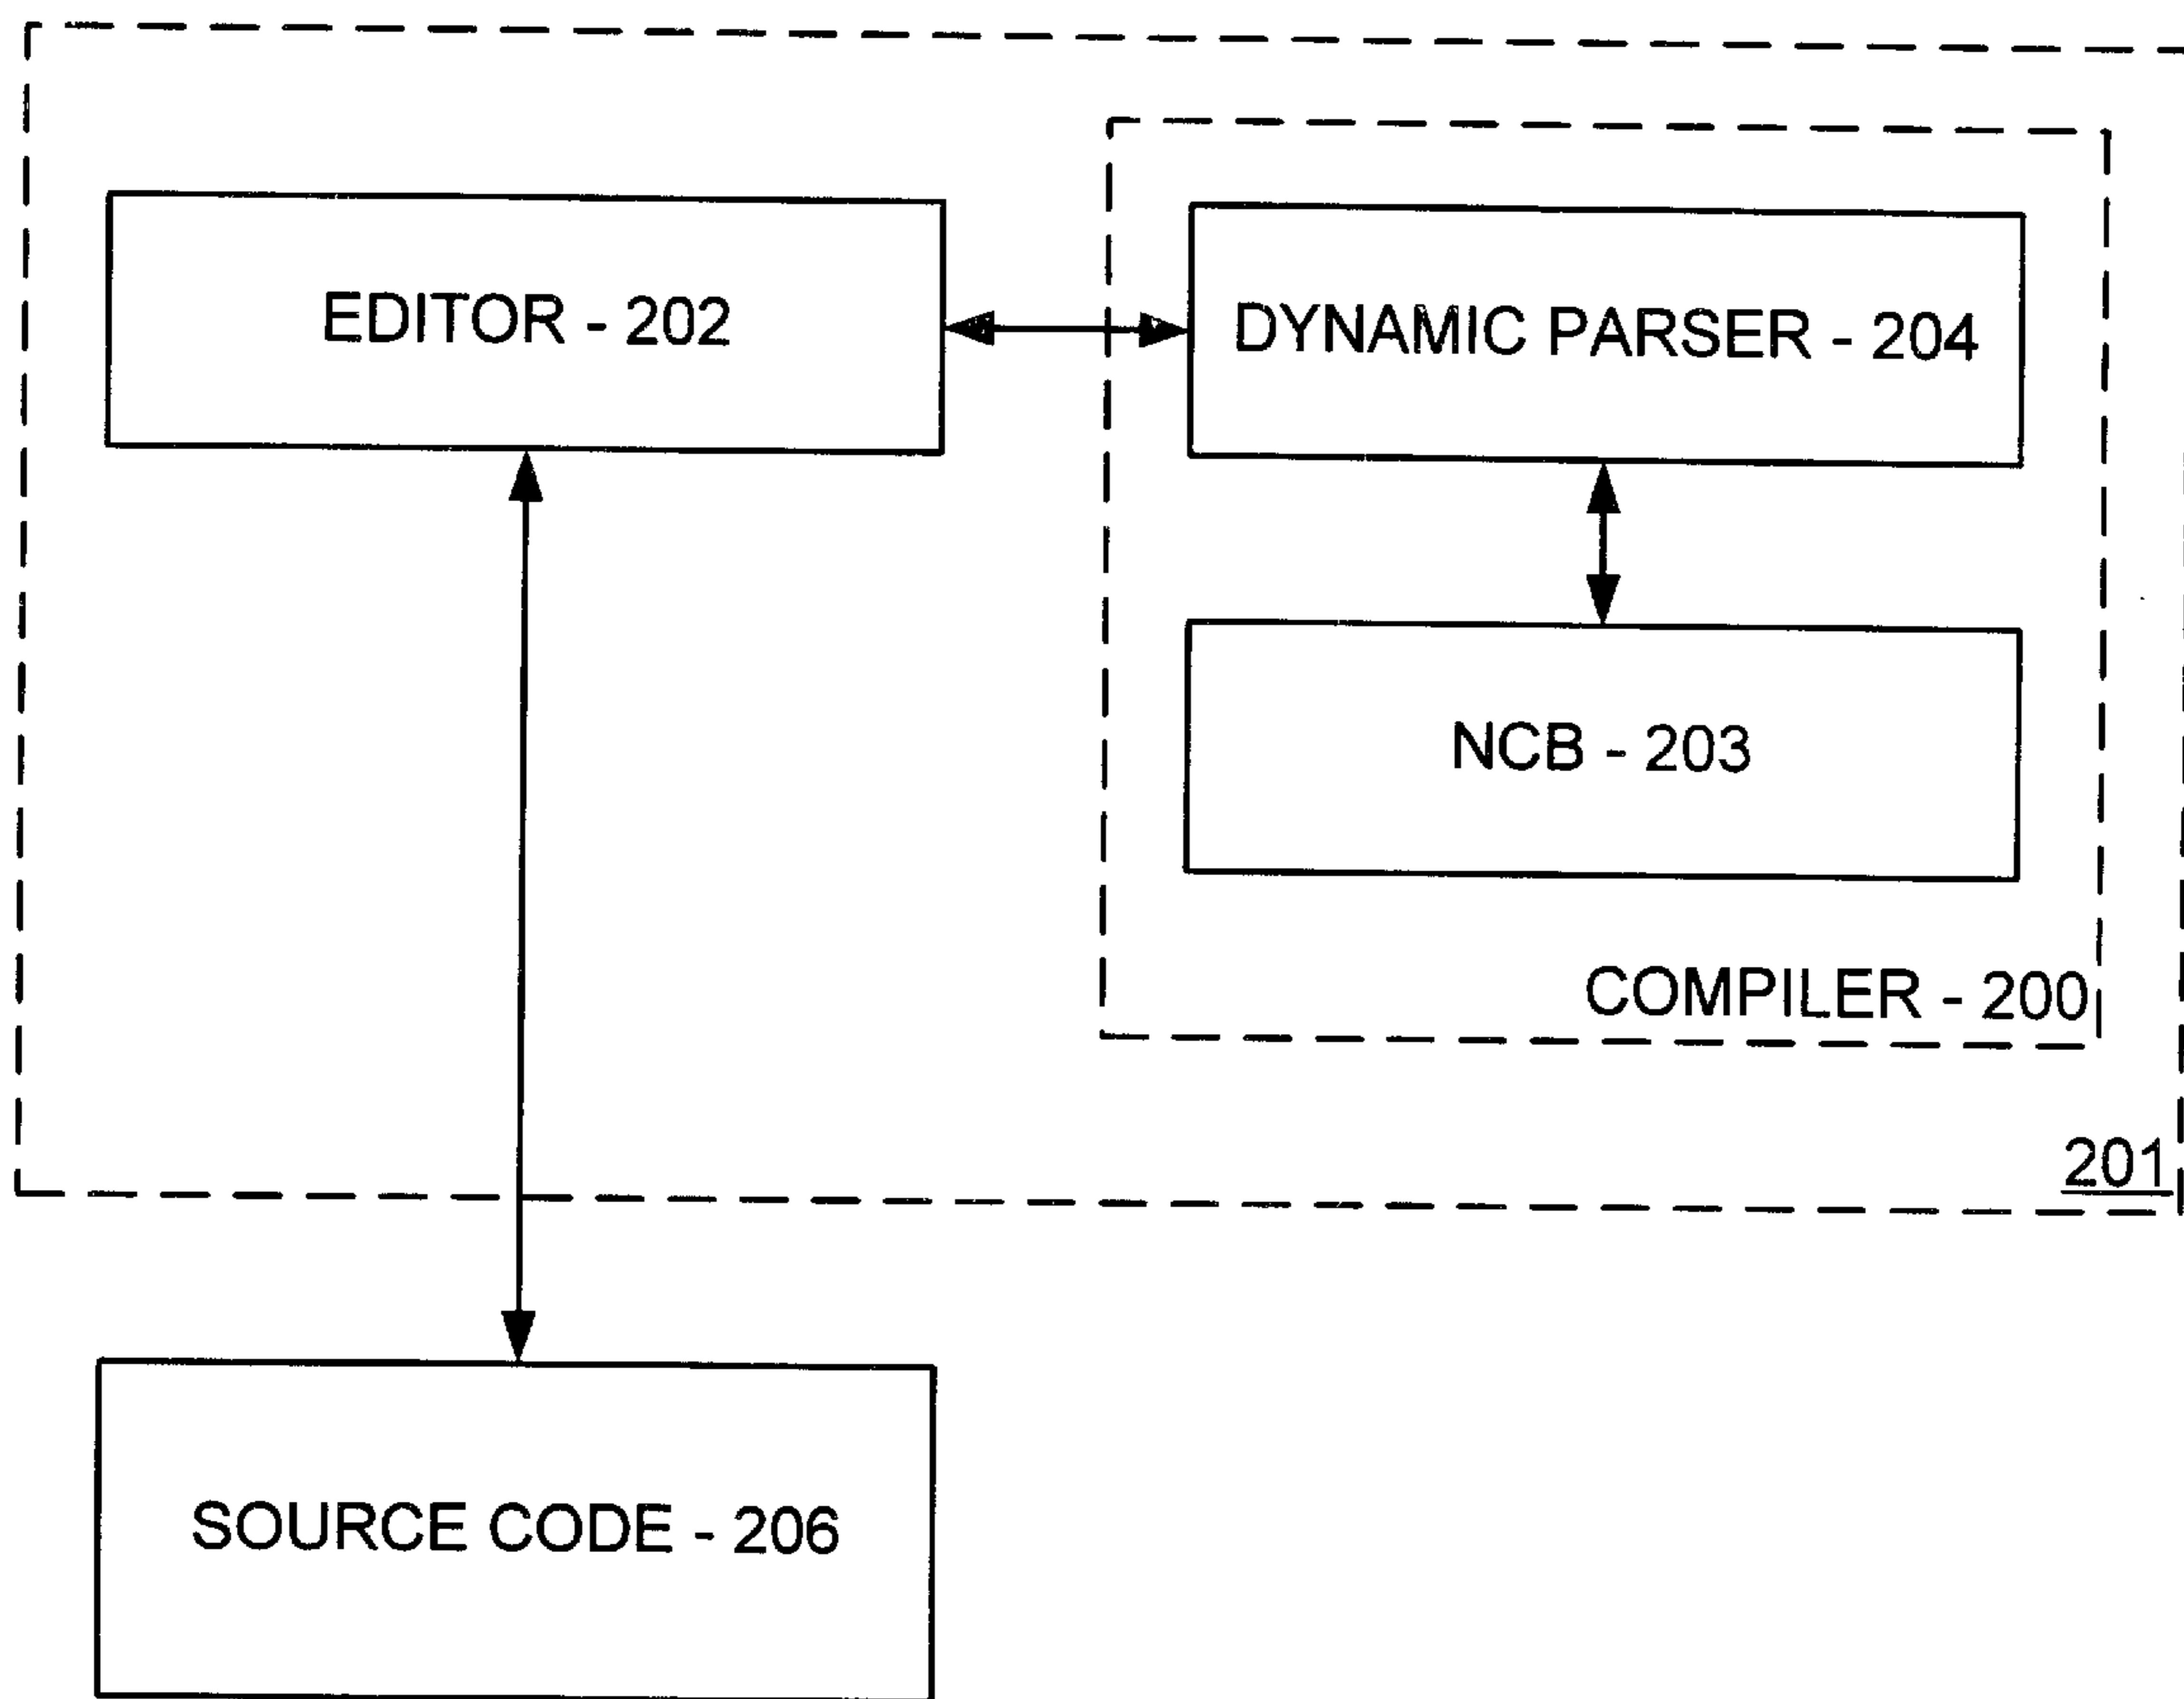 EDITOR - 202
DYNAMIC PARSER - 204
NCB - 203
COMPILER - 200
201
SOURCE CODE - 206